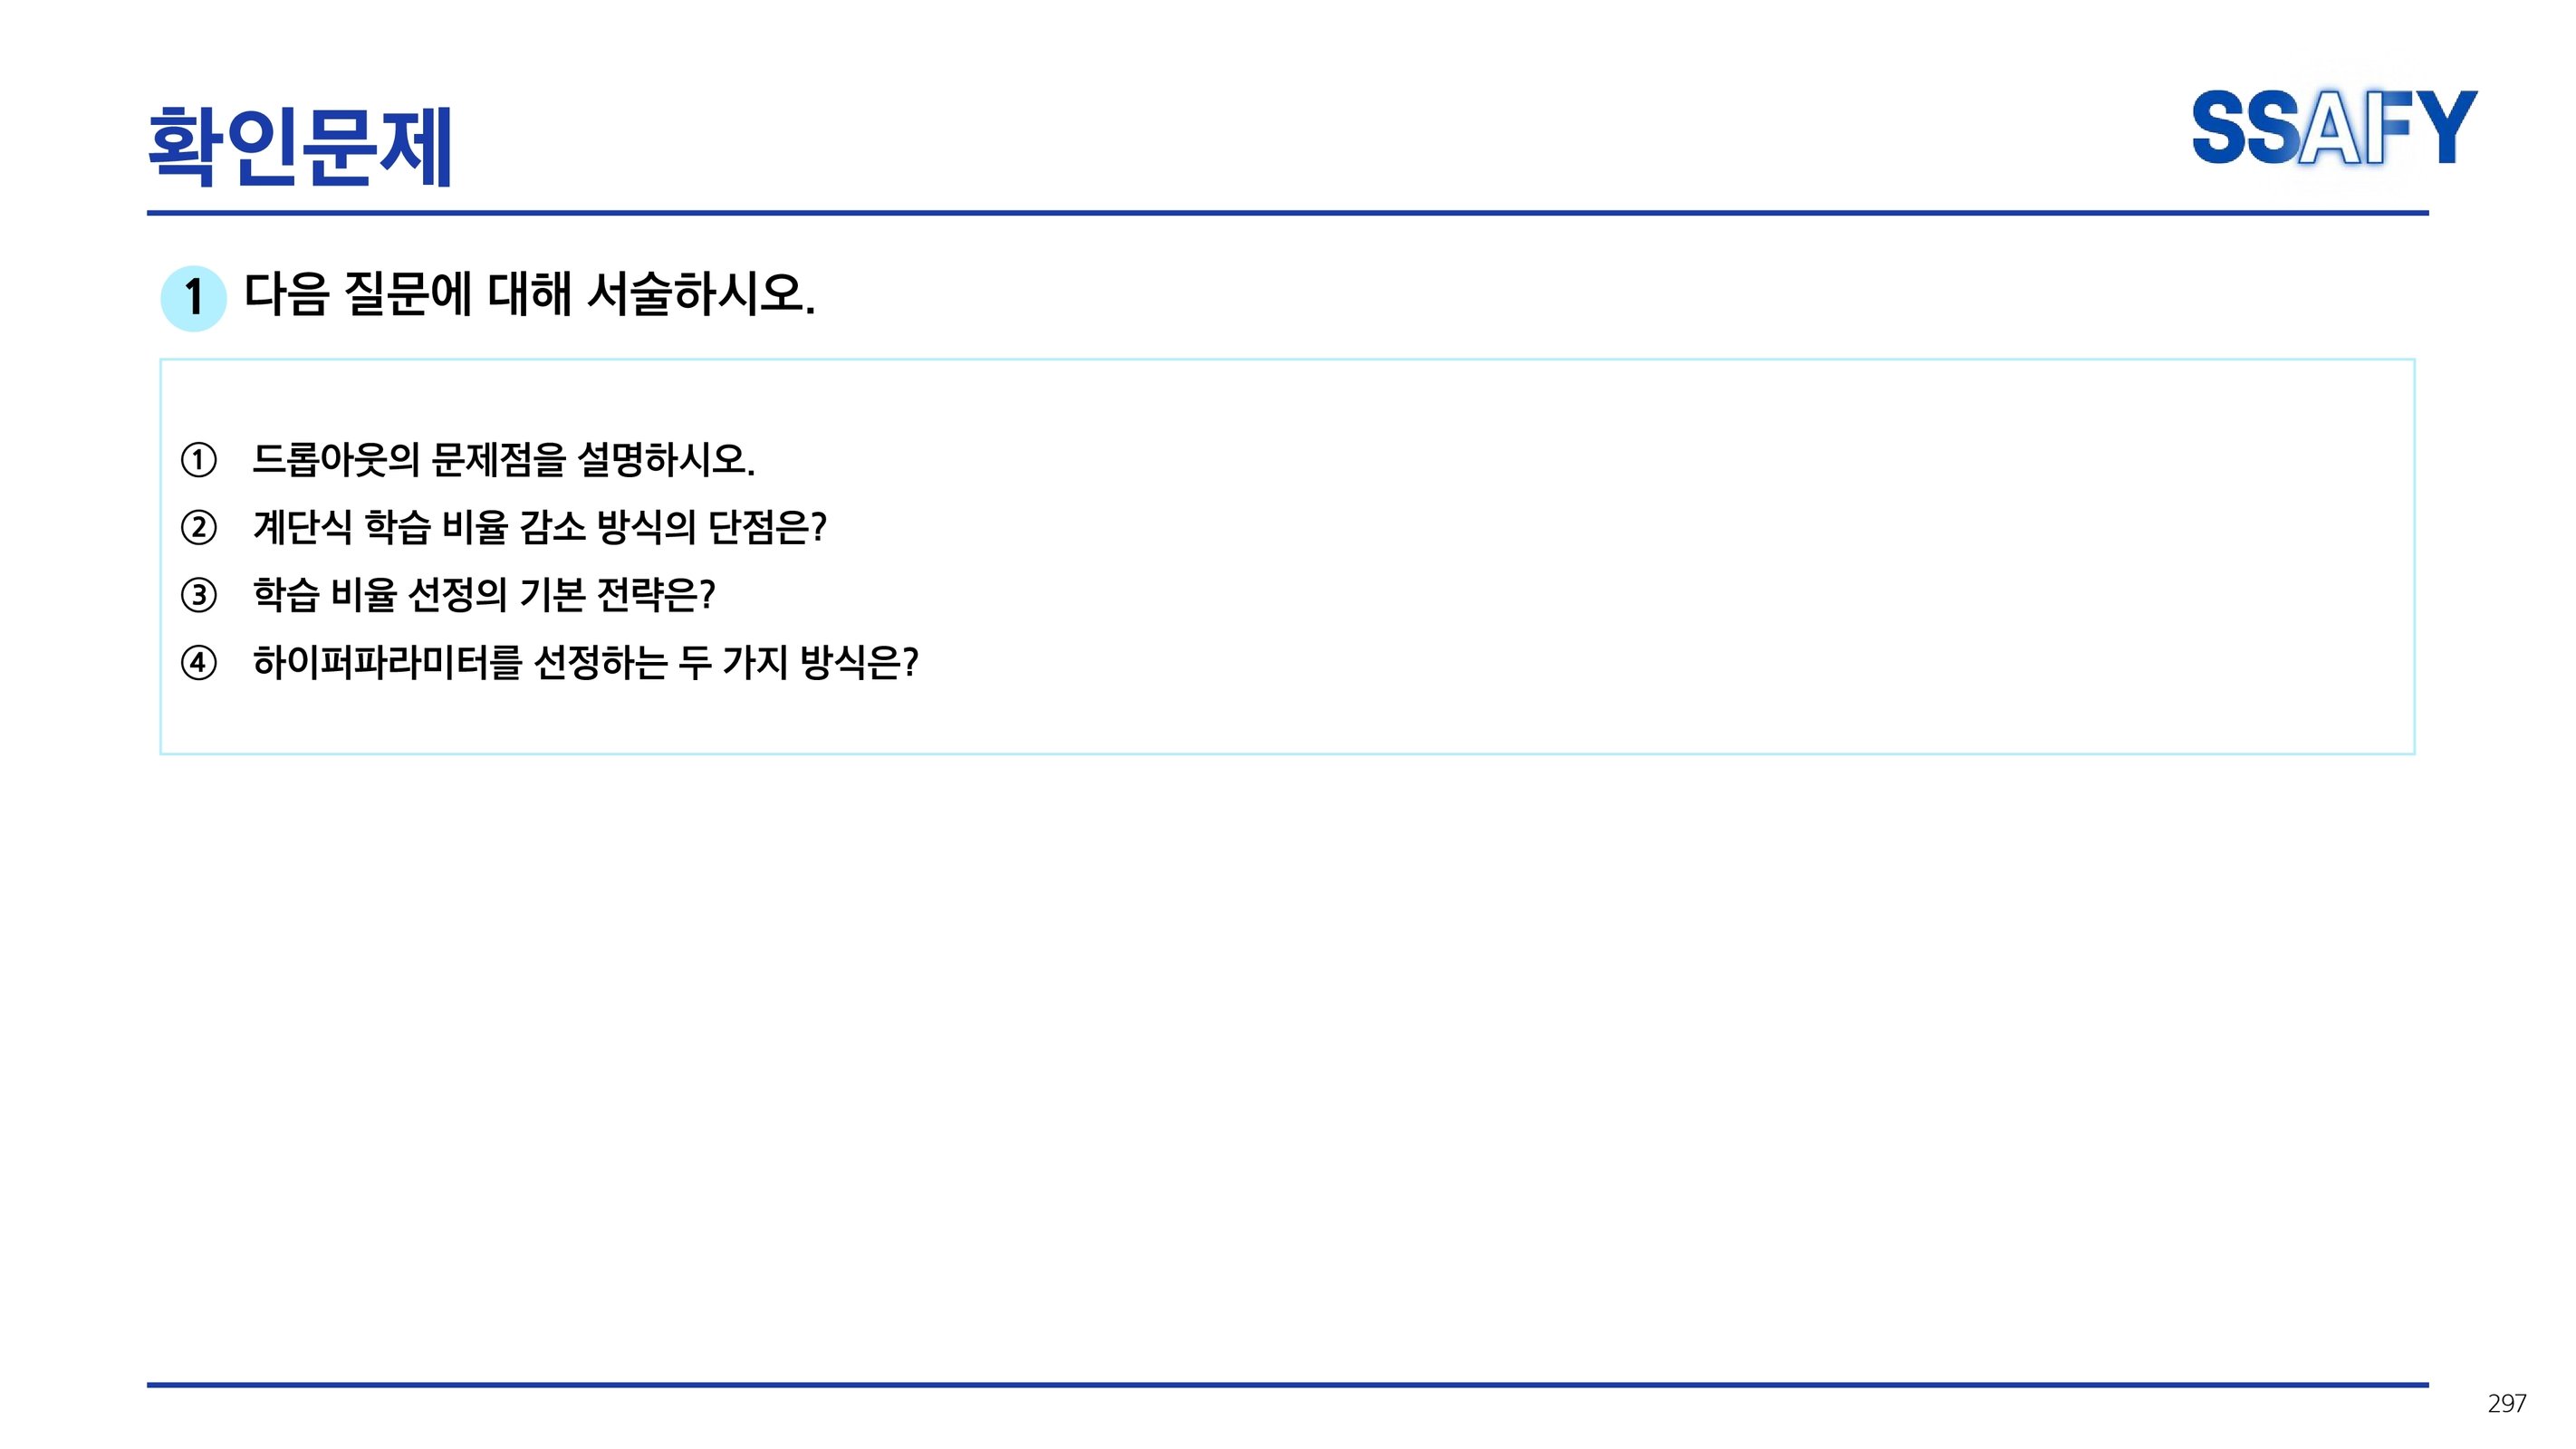 확인문제
SSAFY
1 다음 질문에 대해 서술하시오.
① 드롭아웃의 문제점을 설명하시오.
② 계단식 학습 비율 감소 방식의 단점은?
③ 학습 비율 선정의 기본 전략은?
④ 하이퍼파라미터를 선정하는 두 가지 방식은?
297